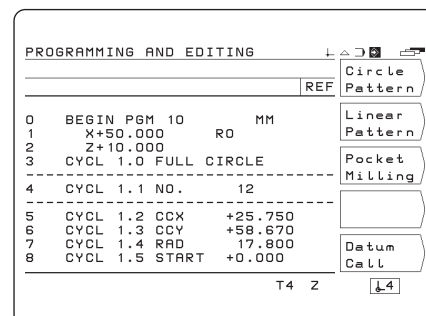 PROGRAMMING AND EDITING
REF
Circle
Pattern
0 BEGIN PGM 10 MM
Linear
Pattern
1 X+50.000 R0
2 Z+10.000
3 CYCL 1.0 FULL CIRCLE
Pocket
Milling
4 CYCL 1.1 NO. 12
5 CYCL 1.2 CCX +25.750
6 CYCL 1.3 CCY +58.670
7 CYCL 1.4 RAD 17.800
8 CYCL 1.5 START +0.000
Datum
Call
T4 Z
4